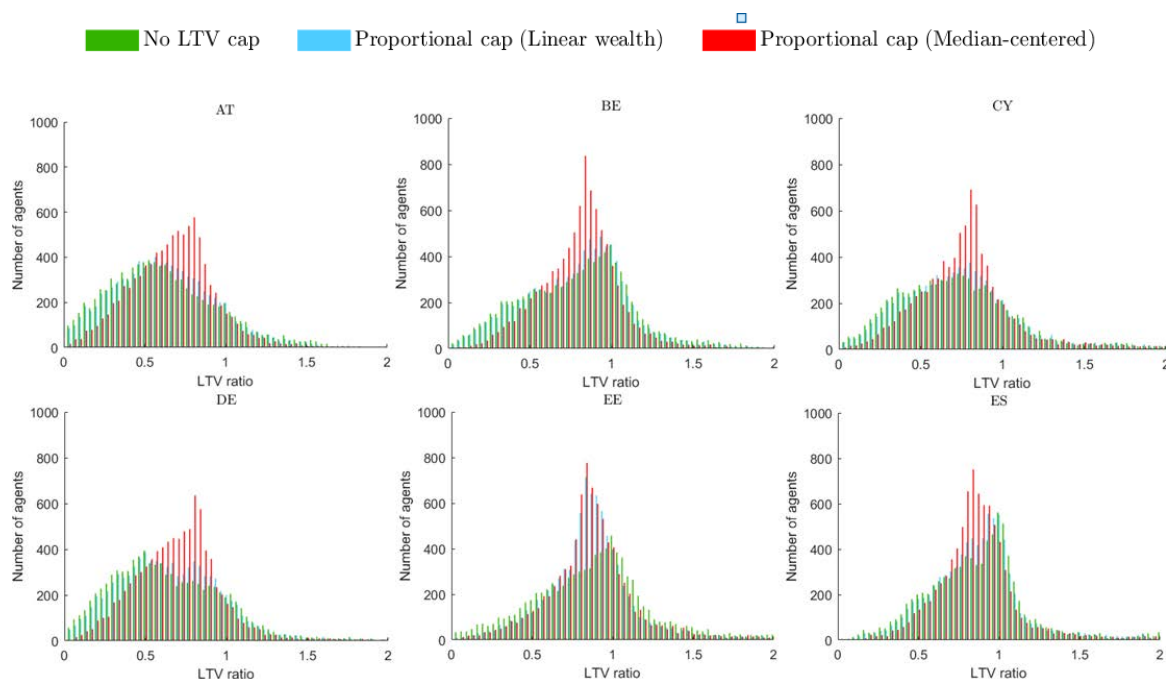 No LTV cap Proportional cap (Linear wealth) Proportional cap (Median-centered)
AT
1000
800
600
400
200
0
Number of agents
0 0.5 1 1.5 2
LTV ratio
BE
1000
800
600
400
200
0
Number of agents
0 0.5 1 1.5 2
LTV ratio
CY
1000
800
600
400
200
0
Number of agents
0 0.5 1 1.5 2
LTV ratio
DE
1000
800
600
400
200
0
Number of agents
0 0.5 1 1.5 2
LTV ratio
EE
1000
800
600
400
200
0
Number of agents
0 0.5 1 1.5 2
LTV ratio
ES
1000
800
600
400
200
0
Number of agents
0 0.5 1 1.5 2
LTV ratio